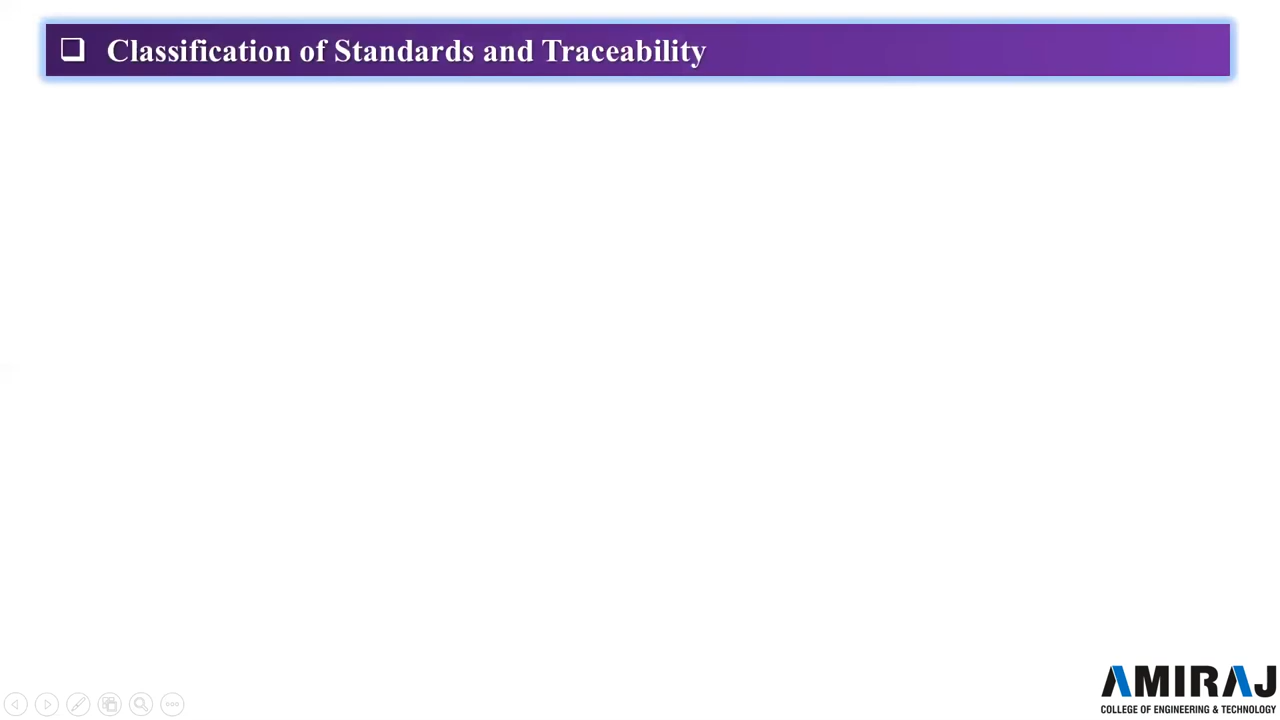 Classification of Standards and Traceability
AMIRAJ
COLLEGE OF ENGINEERING & TECHNOLOGY